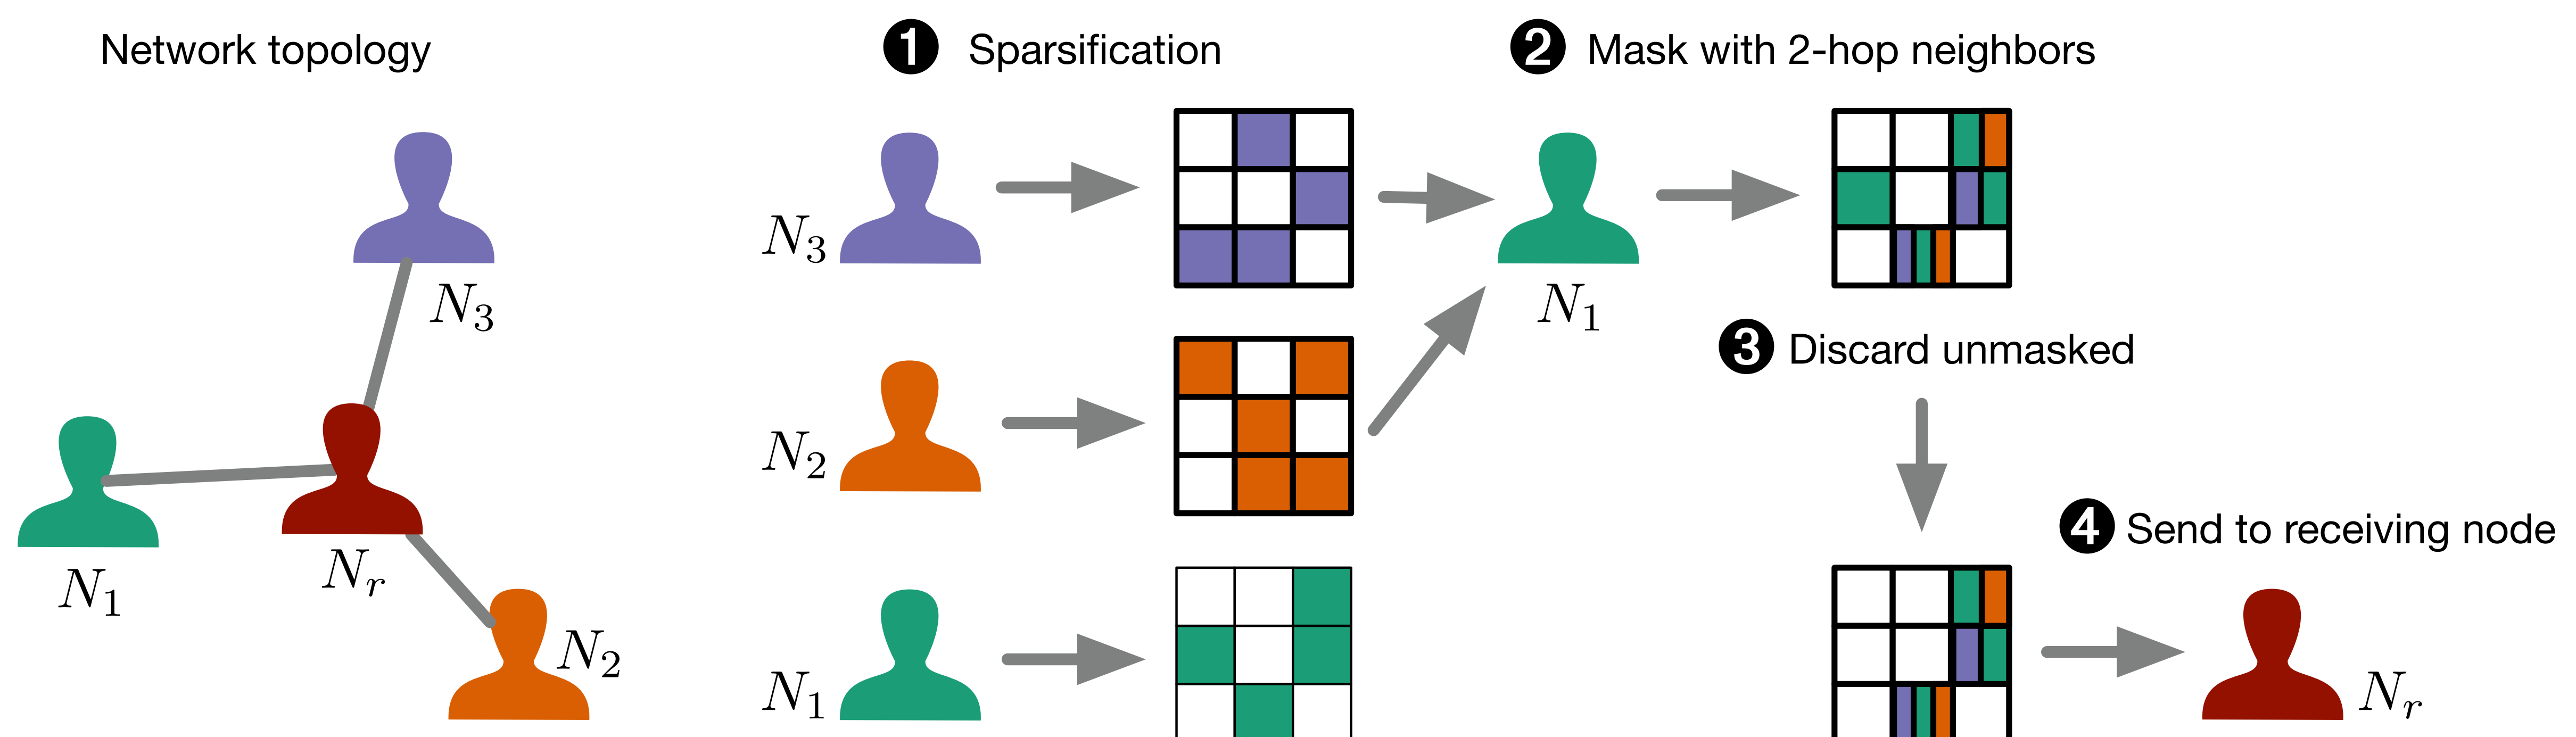 Network topology
N3
N1
Nr
N2
1 Sparsification
N3
N2
N1
2 Mask with 2-hop neighbors
N1
3 Discard unmasked
4 Send to receiving node
Nr